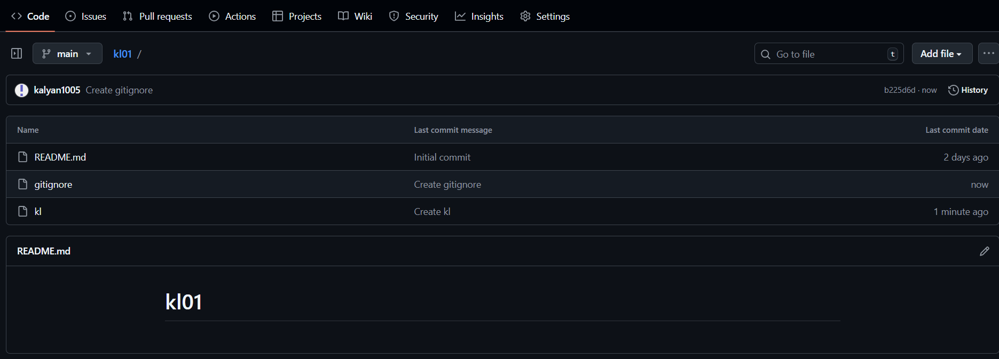 Code Issues Pull requests Actions Projects Wiki Security Insights Settings
main kl01 / Go to file t Add file ···
kalyan1005 Create gitignore b225d6d · now History
Name Last commit message Last commit date
README.md Initial commit 2 days ago
gitignore Create gitignore now
kl Create kl 1 minute ago
README.md
kl01